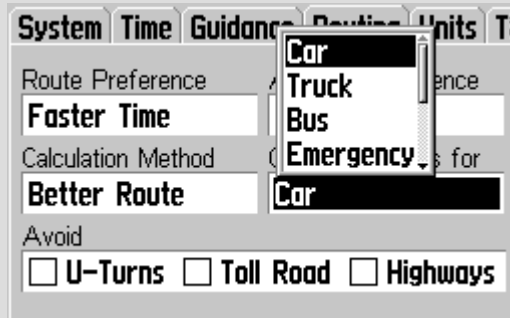 System Time Guidance Routing Units
Car
Truck
Bus
Emergency
Route Preference
Faster Time
Calculation Method for
Better Route Car
Avoid
U-Turns Toll Road Highways